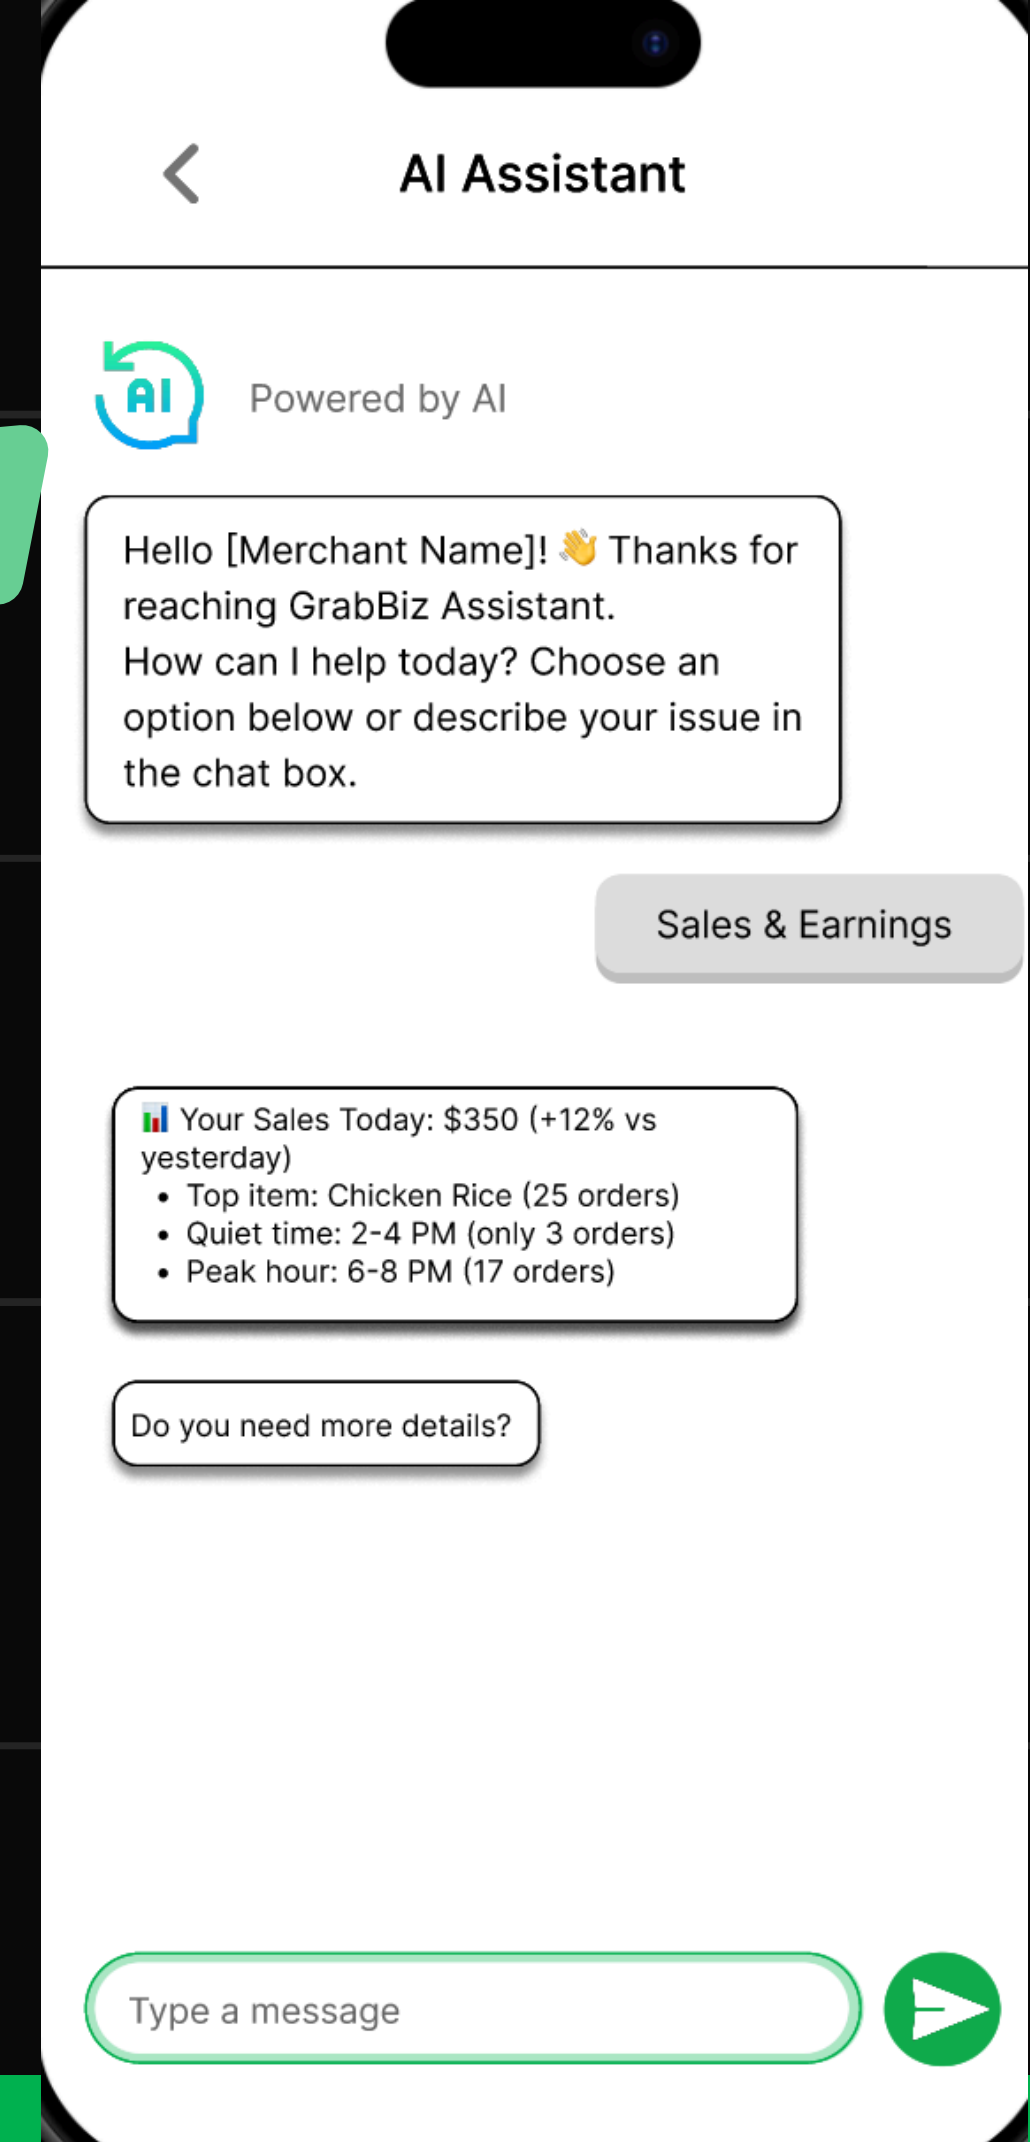 AI Assistant
AI
Powered by AI
Hello [Merchant Name]! 👋 Thanks for
reaching GrabBiz Assistant.
How can I help today? Choose an
option below or describe your issue in
the chat box.
Sales & Earnings
📊 Your Sales Today: $350 (+12% vs
yesterday)
• Top item: Chicken Rice (25 orders)
• Quiet time: 2-4 PM (only 3 orders)
• Peak hour: 6-8 PM (17 orders)
Do you need more details?
Type a message